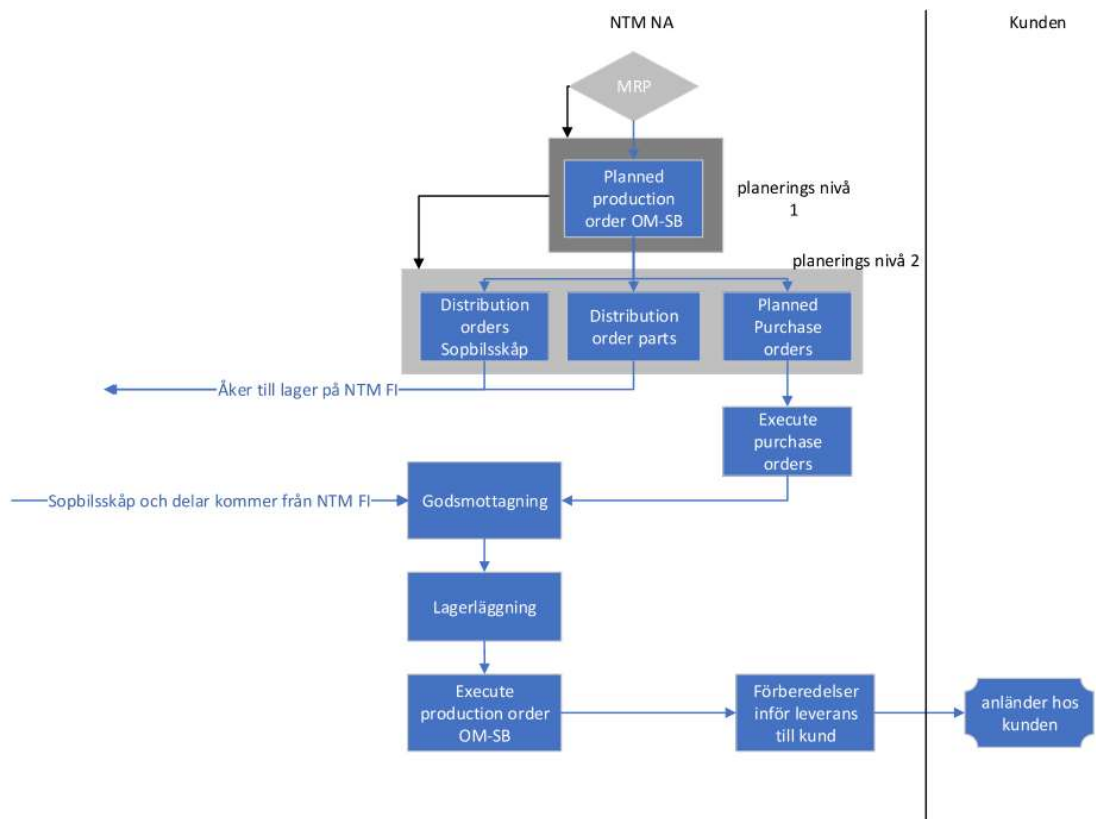 NTM NA
Kunden
MRP
Planned
production
order OM-SB
planerings nivå
1
planerings nivå 2
Distribution
orders
Sopbilsskåp
Distribution
order parts
Planned
Purchase
orders
Åker till lager på NTM FI
Execute
purchase
orders
Sopbilsskåp och delar kommer från NTM FI
Godsmottagning
Lagerläggning
Execute
production order
OM-SB
Förberedelser
inför leverans
till kund
anländer hos
kunden